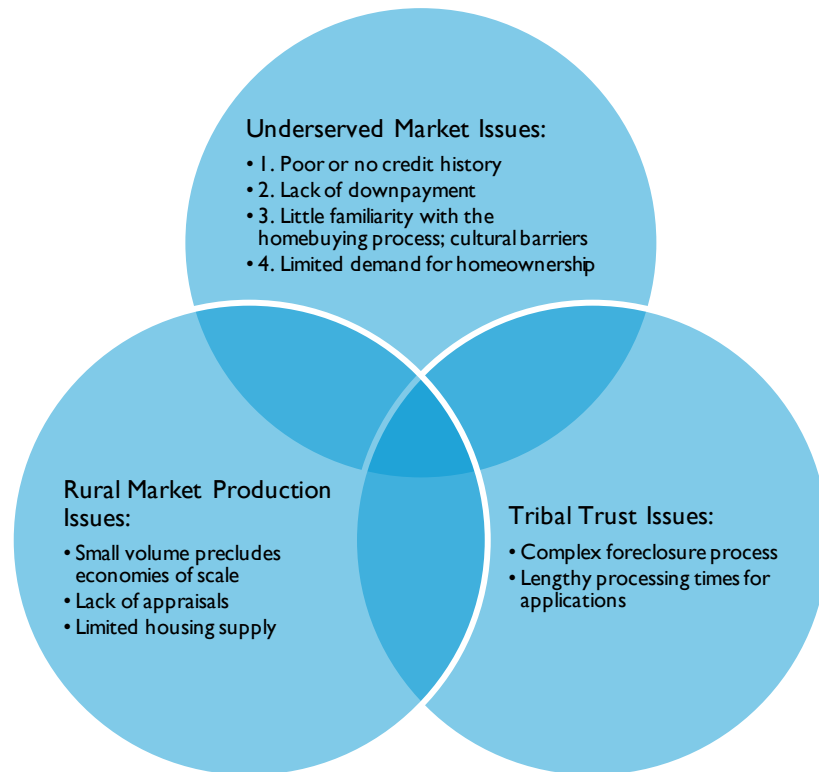 Underserved Market Issues:
• 1. Poor or no credit history
• 2. Lack of downpayment
• 3. Little familiarity with the
homebuying process; cultural barriers
• 4. Limited demand for homeownership
Rural Market Production
Issues:
• Small volume precludes
economies of scale
• Lack of appraisals
• Limited housing supply
Tribal Trust Issues:
• Complex foreclosure process
• Lengthy processing times for
applications